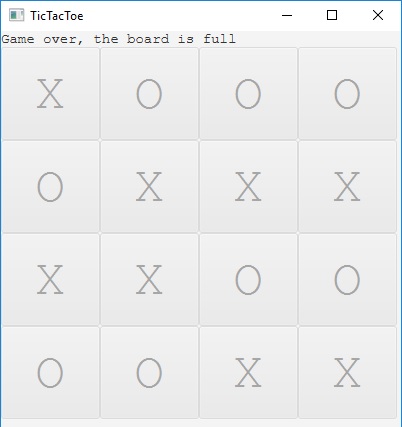 TicTacToe
Game over, the board is full
X O O O
O X X X
X X O O
O O X X